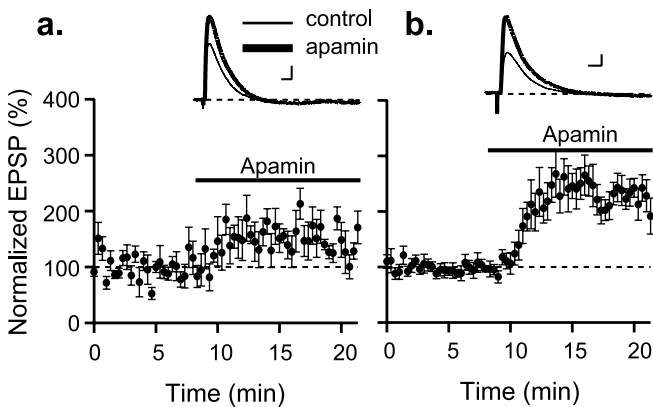 a.
control
apamin
b.
Normalized EPSP (%)
400
300
200
100
0
Apamin
0
5
10
15
20
Time (min)
Apamin
0
5
10
15
20
Time (min)